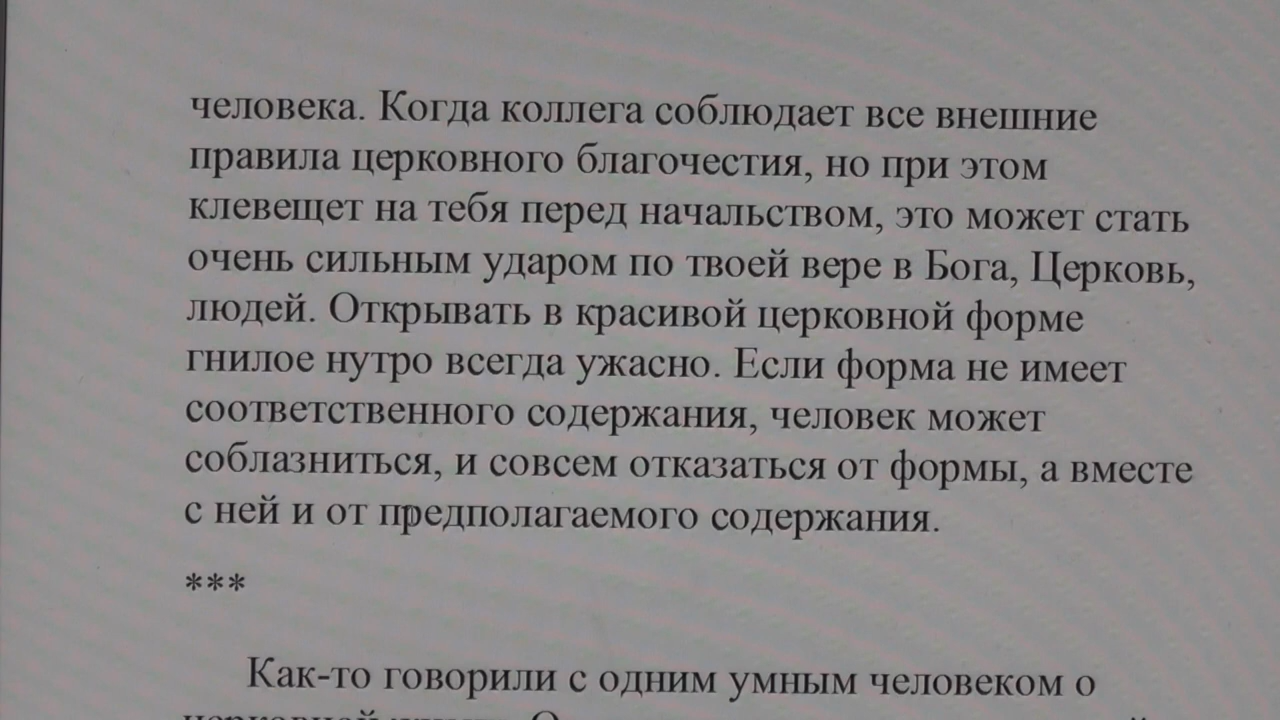 человека. Когда коллега соблюдает все внешние
правила церковного благочестия, но при этом
клевещет на тебя перед начальством, это может стать
очень сильным ударом по твоей вере в Бога, Церковь,
людей. Открывать в красивой церковной форме
гнилое нутро всегда ужасно. Если форма не имеет
соответственного содержания, человек может
соблазниться, и совсем отказаться от формы, а вместе
с ней и от предполагаемого содержания.
***
Как-то говорили с одним умным человеком о